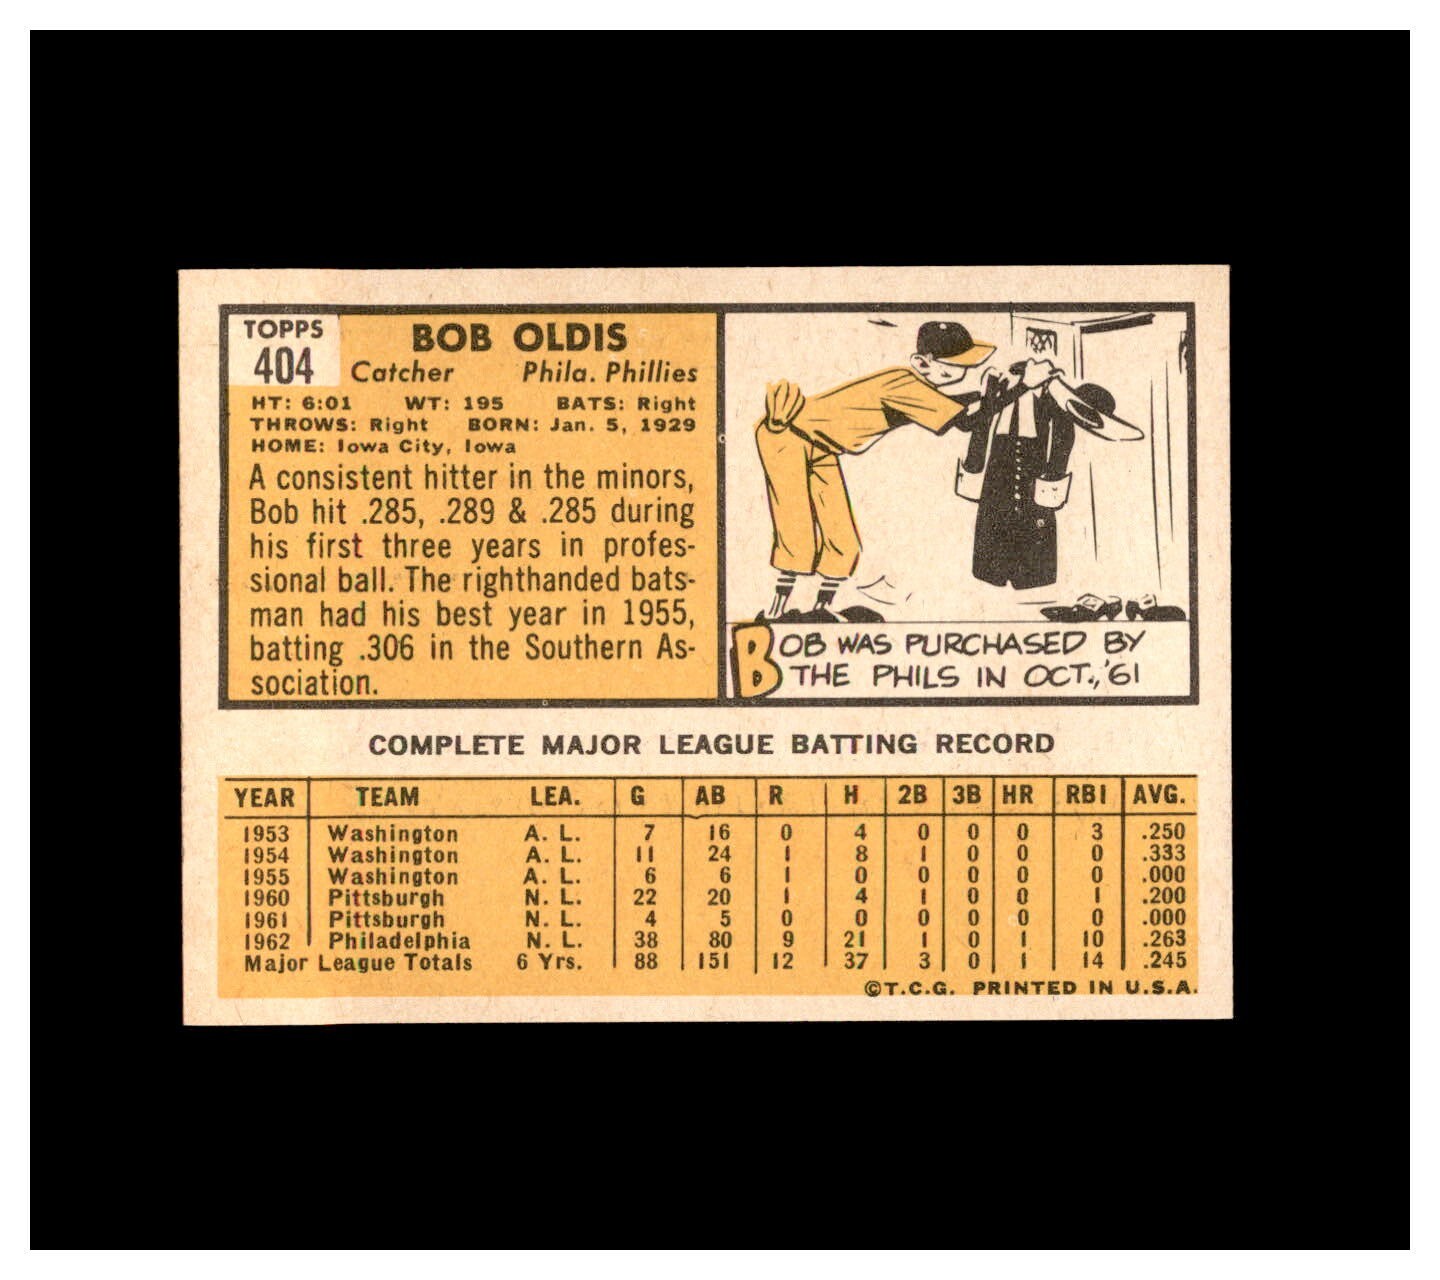 TOPPS
404
BOB OLDIS
Catcher Phila. Phillies
HT: 6:01 WT: 195 BATS: Right
THROWS: Right BORN: Jan. 5, 1929
HOME: Iowa City, Iowa
A consistent hitter in the minors,
Bob hit .285, .289 & .285 during
his first three years in profes-
sional ball. The righthanded bats-
man had his best year in 1955,
batting .306 in the Southern As-
sociation.
BOB WAS PURCHASED BY
THE PHILS IN OCT., '61
COMPLETE MAJOR LEAGUE BATTING RECORD
YEAR TEAM LEA. G AB R H 2B 3B HR RBI AVG.
1953 Washington A. L. 7 16 0 4 0 0 0 3 .250
1954 Washington A. L. 11 24 1 8 1 0 0 0 .333
1955 Washington A. L. 6 6 1 0 0 0 0 0 .000
1960 Pittsburgh N. L. 22 20 1 4 1 0 0 1 .200
1961 Pittsburgh N. L. 4 5 0 0 0 0 0 0 .000
1962 Philadelphia N. L. 38 80 9 21 1 0 1 10 .263
Major League Totals 6 Yrs. 88 151 12 37 3 0 1 14 .245
©T.C.G. PRINTED IN U.S.A.